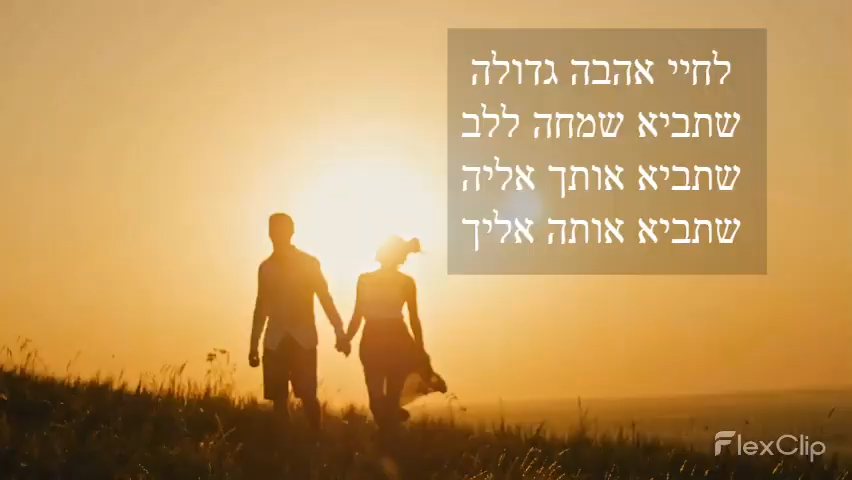 לחיי אהבה גדולה
שתביא שמחה ללב
שתביא אותך אליה
שתביא אותה אליך
FlexClip